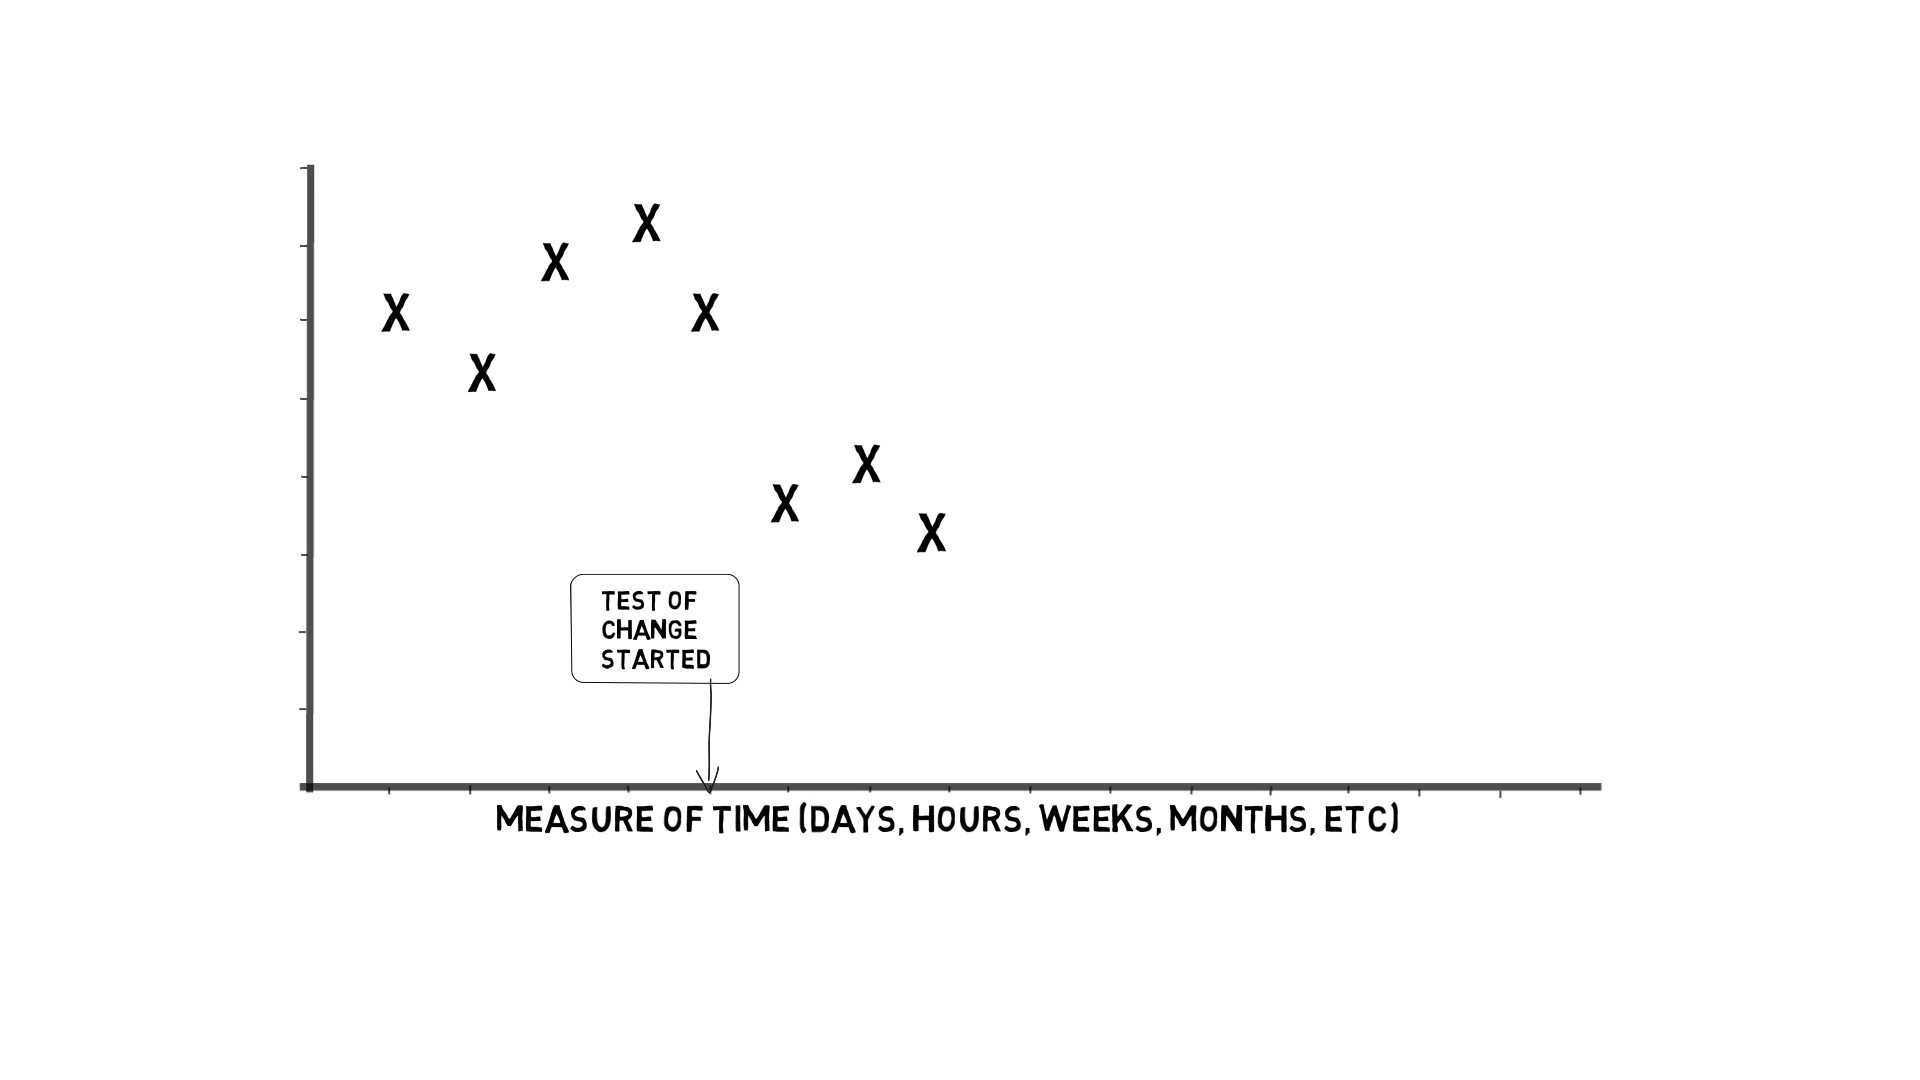 X
X
X
X
X
X
X
X
TEST OF
CHANGE
STARTED
MEASURE OF TIME (DAYS, HOURS, WEEKS, MONTHS, ETC)